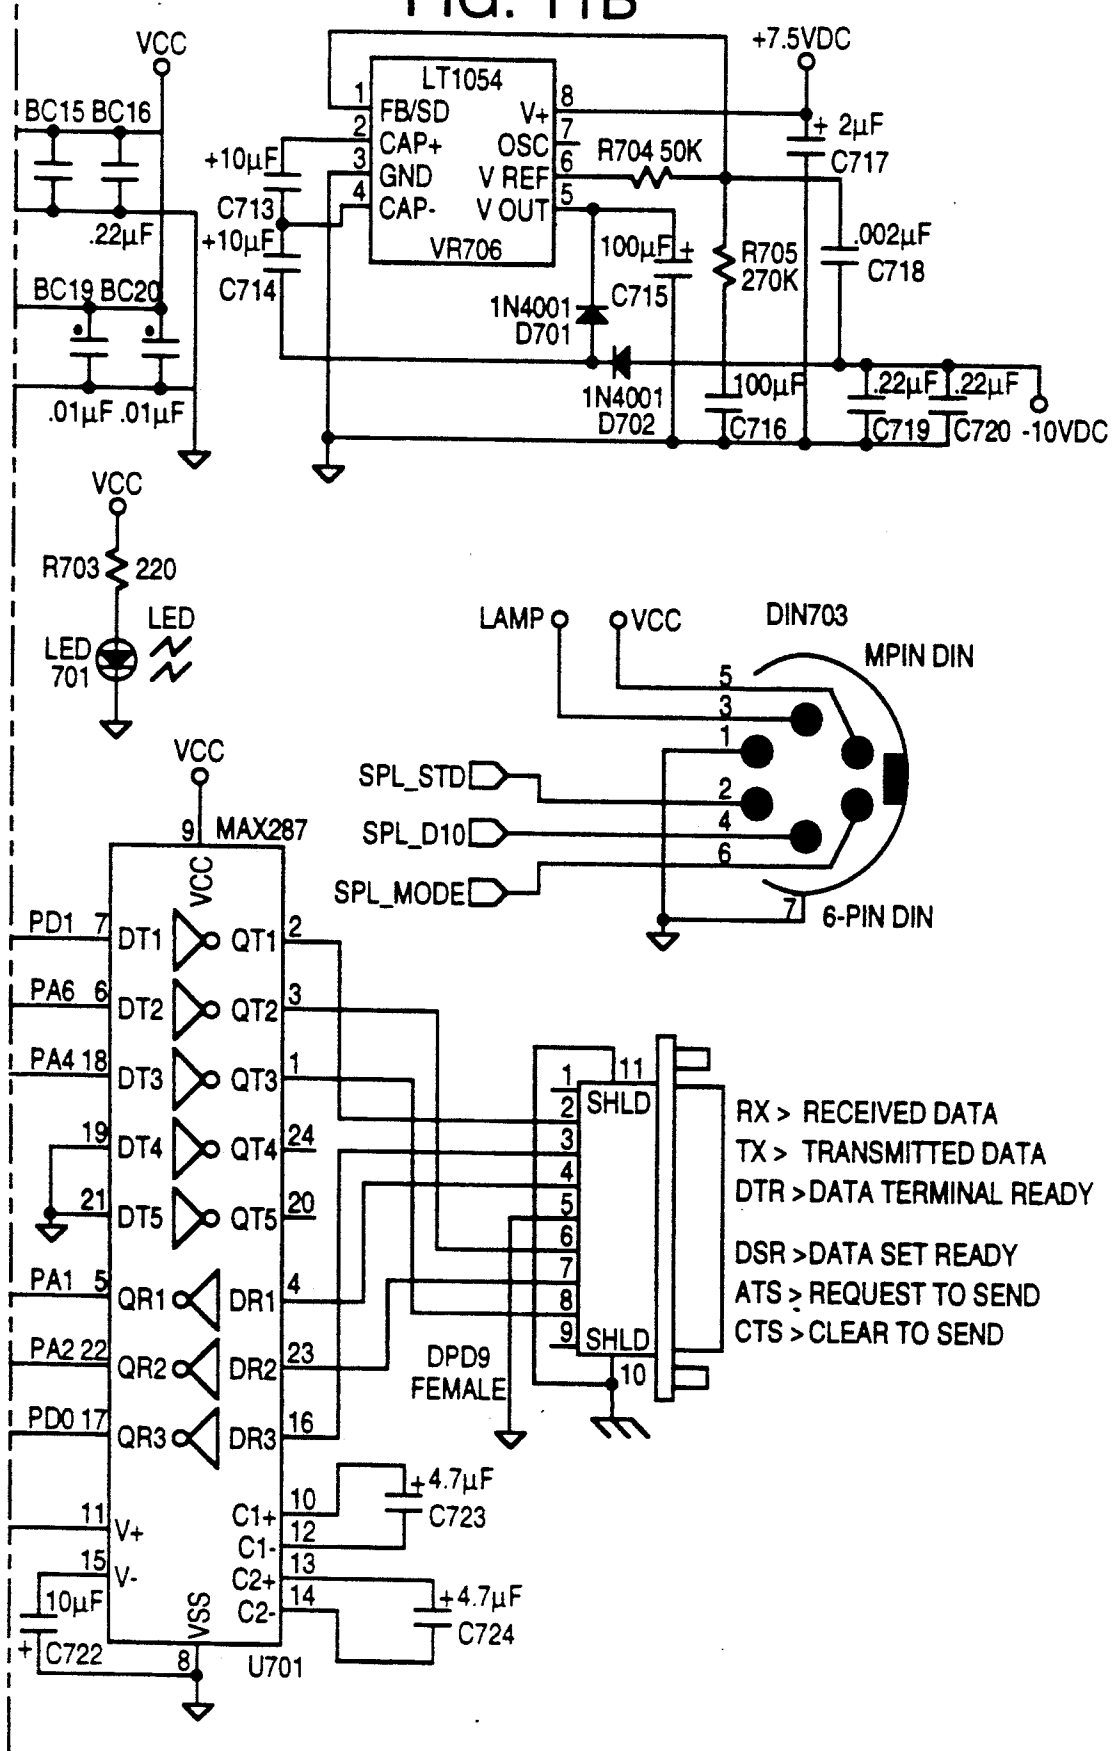 FIG. 11B
VCC
BC15 BC16
.22µF
BC19 BC20
.01µF .01µF
+7.5VDC
LT1054
1 FB/SD
2 CAP+
3 GND
4 CAP-
V+ 8
OSC 7
V REF 6
V OUT 5
VR706
+10µF
C713
+10µF
C714
R704 50K
+ 2µF
C717
100µF +
C715
R705
270K
.002µF
C718
1N4001
D701
1N4001
D702
100µF
C716
.22µF
C719
.22µF
C720
-10VDC
VCC
R703 220
LED
701
LED
LAMP
VCC
DIN703
MPIN DIN
5
3
1
2
4
6
7
SPL_STD
SPL_D10
SPL_MODE
6-PIN DIN
VCC
9 MAX287
VCC
PD1 7 DT1 QT1 2
PA6 6 DT2 QT2 3
PA4 18 DT3 QT3 1
19 DT4 QT4 24
21 DT5 QT5 20
PA1 5 QR1 DR1 4
PA2 22 QR2 DR2 23
PD0 17 QR3 DR3 16
11 V+
15 V-
10µF
+ C722
C1+ 10
C1- 12
C2+ 13
C2- 14
+ 4.7µF
C723
+ 4.7µF
C724
VSS
8
U701
11
1
SHLD
2
3
4
5
6
7
8
9
SHLD
10
DPD9
FEMALE
RX > RECEIVED DATA
TX > TRANSMITTED DATA
DTR >DATA TERMINAL READY
DSR >DATA SET READY
ATS > REQUEST TO SEND
CTS >CLEAR TO SEND